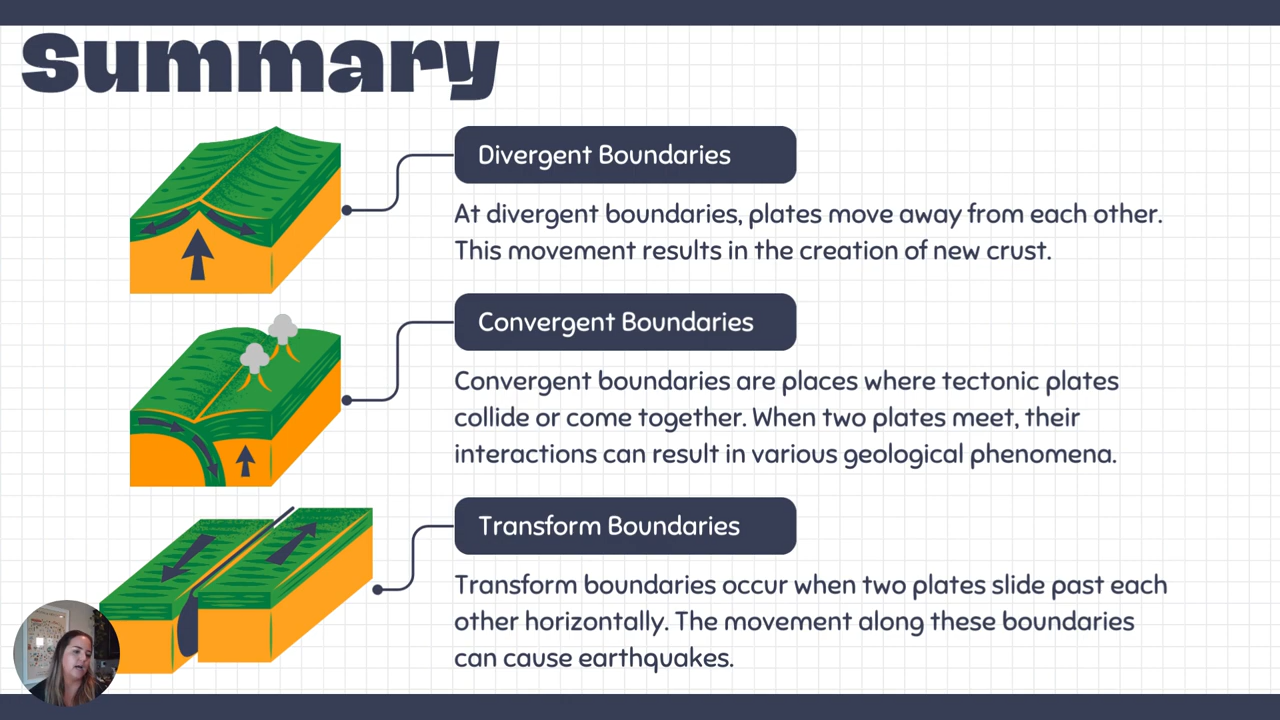 Summary
Divergent Boundaries
At divergent boundaries, plates move away from each other.
This movement results in the creation of new crust.
Convergent Boundaries
Convergent boundaries are places where tectonic plates
collide or come together. When two plates meet, their
interactions can result in various geological phenomena.
Transform Boundaries
Transform boundaries occur when two plates slide past each
other horizontally. The movement along these boundaries
can cause earthquakes.